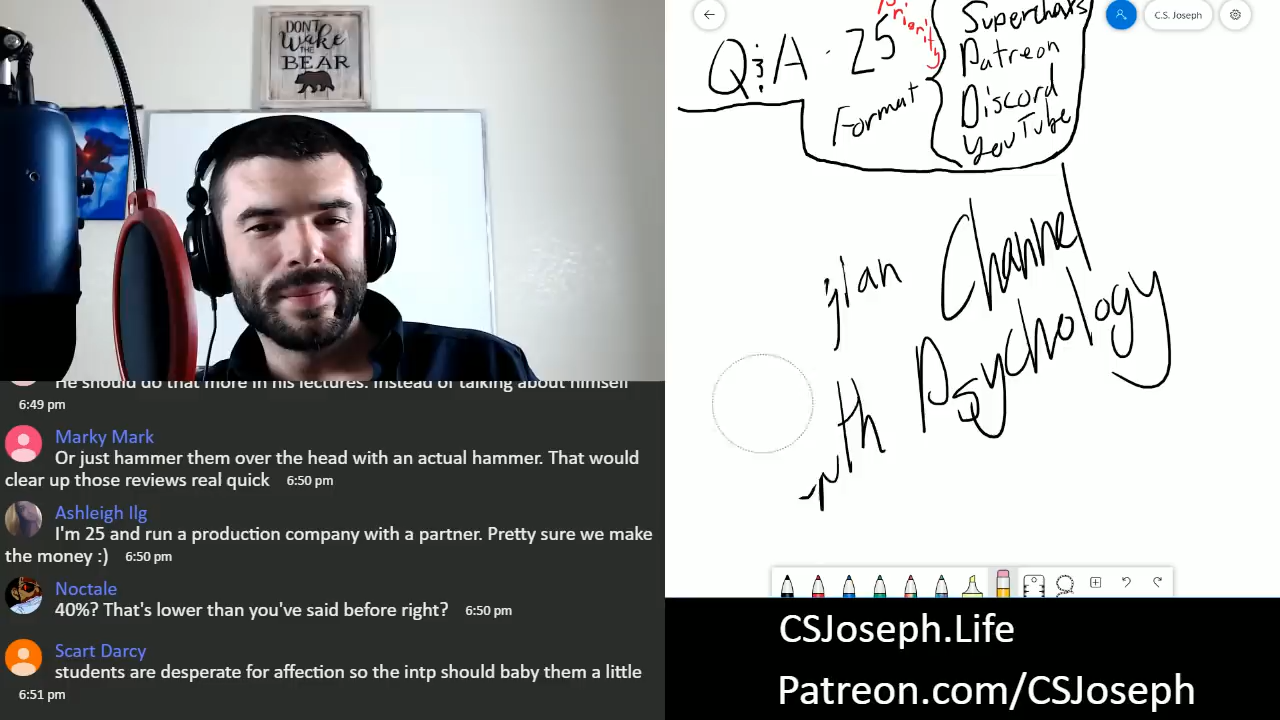 DON'T
Wake
THE
BEAR
He should do that more in his lectures. Instead of talking about himself
6:49 pm
Marky Mark
Or just hammer them over the head with an actual hammer. That would
clear up those reviews real quick 6:50 pm
Ashleigh Ilg
I'm 25 and run a production company with a partner. Pretty sure we make
the money :) 6:50 pm
Noctale
40%? That's lower than you've said before right? 6:50 pm
Scart Darcy
students are desperate for affection so the intp should baby them a little
6:51 pm
C.S. Joseph
Q&A · 25
Priority
Format
Superchats
Patreon
Discord
YouTube
Channel
Psychology
CSJoseph.Life
Patreon.com/CSJoseph